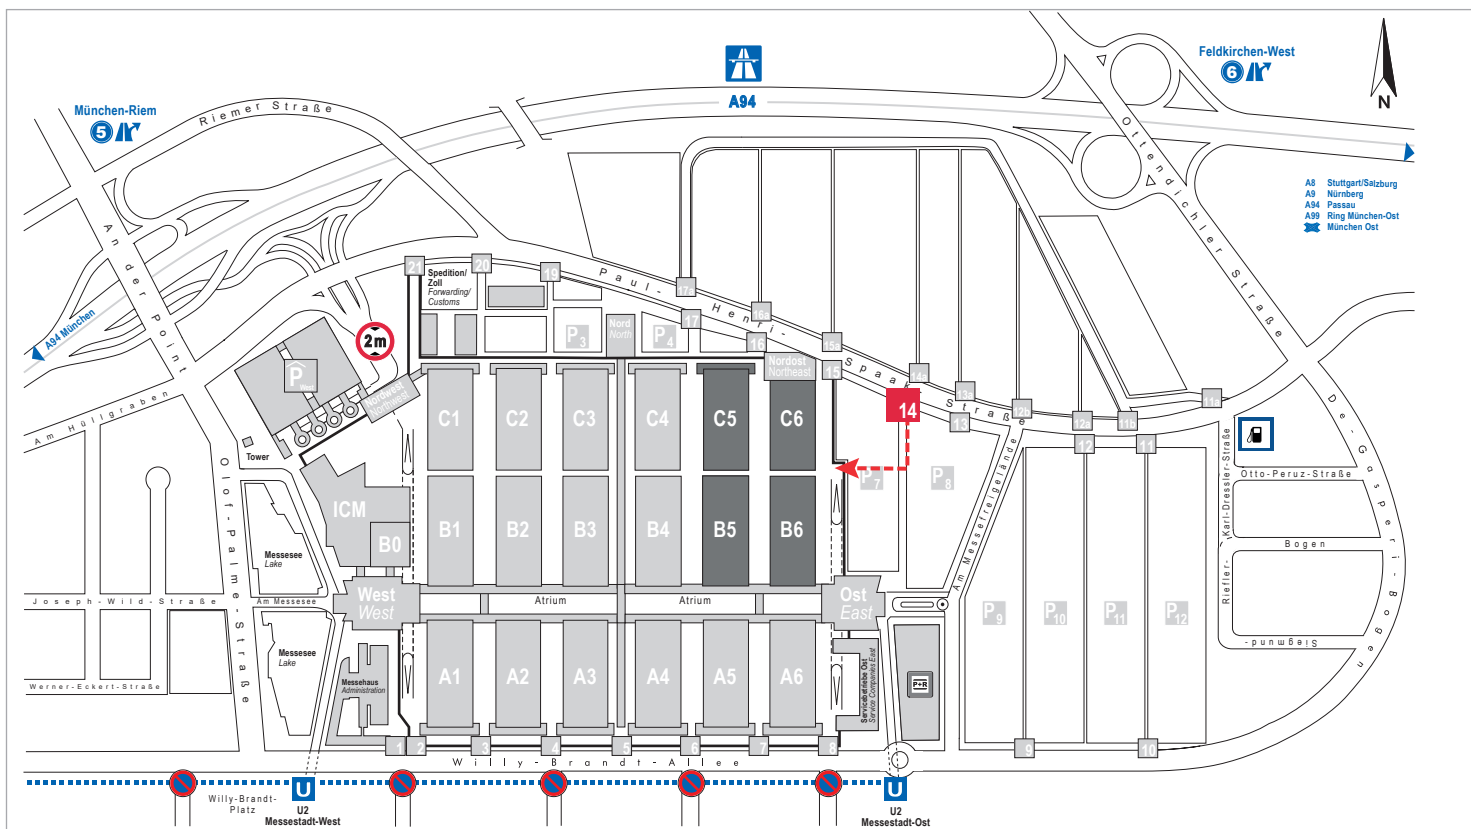 Feldkirchen-West
6
A94
N
München-Riem
5
Riemer Straße
Ottendichler Straße
A8 Stuttgart/Salzburg
A9 Nürnberg
A94 Passau
A99 Ring München-Ost
München Ost
An der Point
A94 München
21
Spedition/
Zoll
Forwarding/
Customs
20
19
Paul-Henri-Spaak-Straße
17a
16a
15a
14a
13a
12b
12a
11b
11a
17
16
15
14
13
12
11
2m
P West
Nordwest
Northwest
P3
Nord
North
P4
Nordost
Northeast
Am Hüllgraben
Tower
Olof-Palme-Straße
C1
C2
C3
C4
C5
C6
P7
P8
Am Messefreigelände
Karl-Dressler-Straße
Otto-Peruz-Straße
De-Gasperi-Bogen
ICM
B0
B1
B2
B3
B4
B5
B6
Messesee
Lake
Bogen
Riefler-
Siegmund-
Joseph-Wild-Straße
Am Messesee
West
West
Atrium
Atrium
Ost
East
P9
P10
P11
P12
Messesee
Lake
Werner-Eckert-Straße
Messehaus
Administration
A1
A2
A3
A4
A5
A6
Servicebetriebe Ost
Service Companies East
P+R
1
2
3
4
5
6
7
8
9
10
Willy-Brandt-Allee
Willy-Brandt-
Platz
U
U2
Messestadt-West
U
U2
Messestadt-Ost